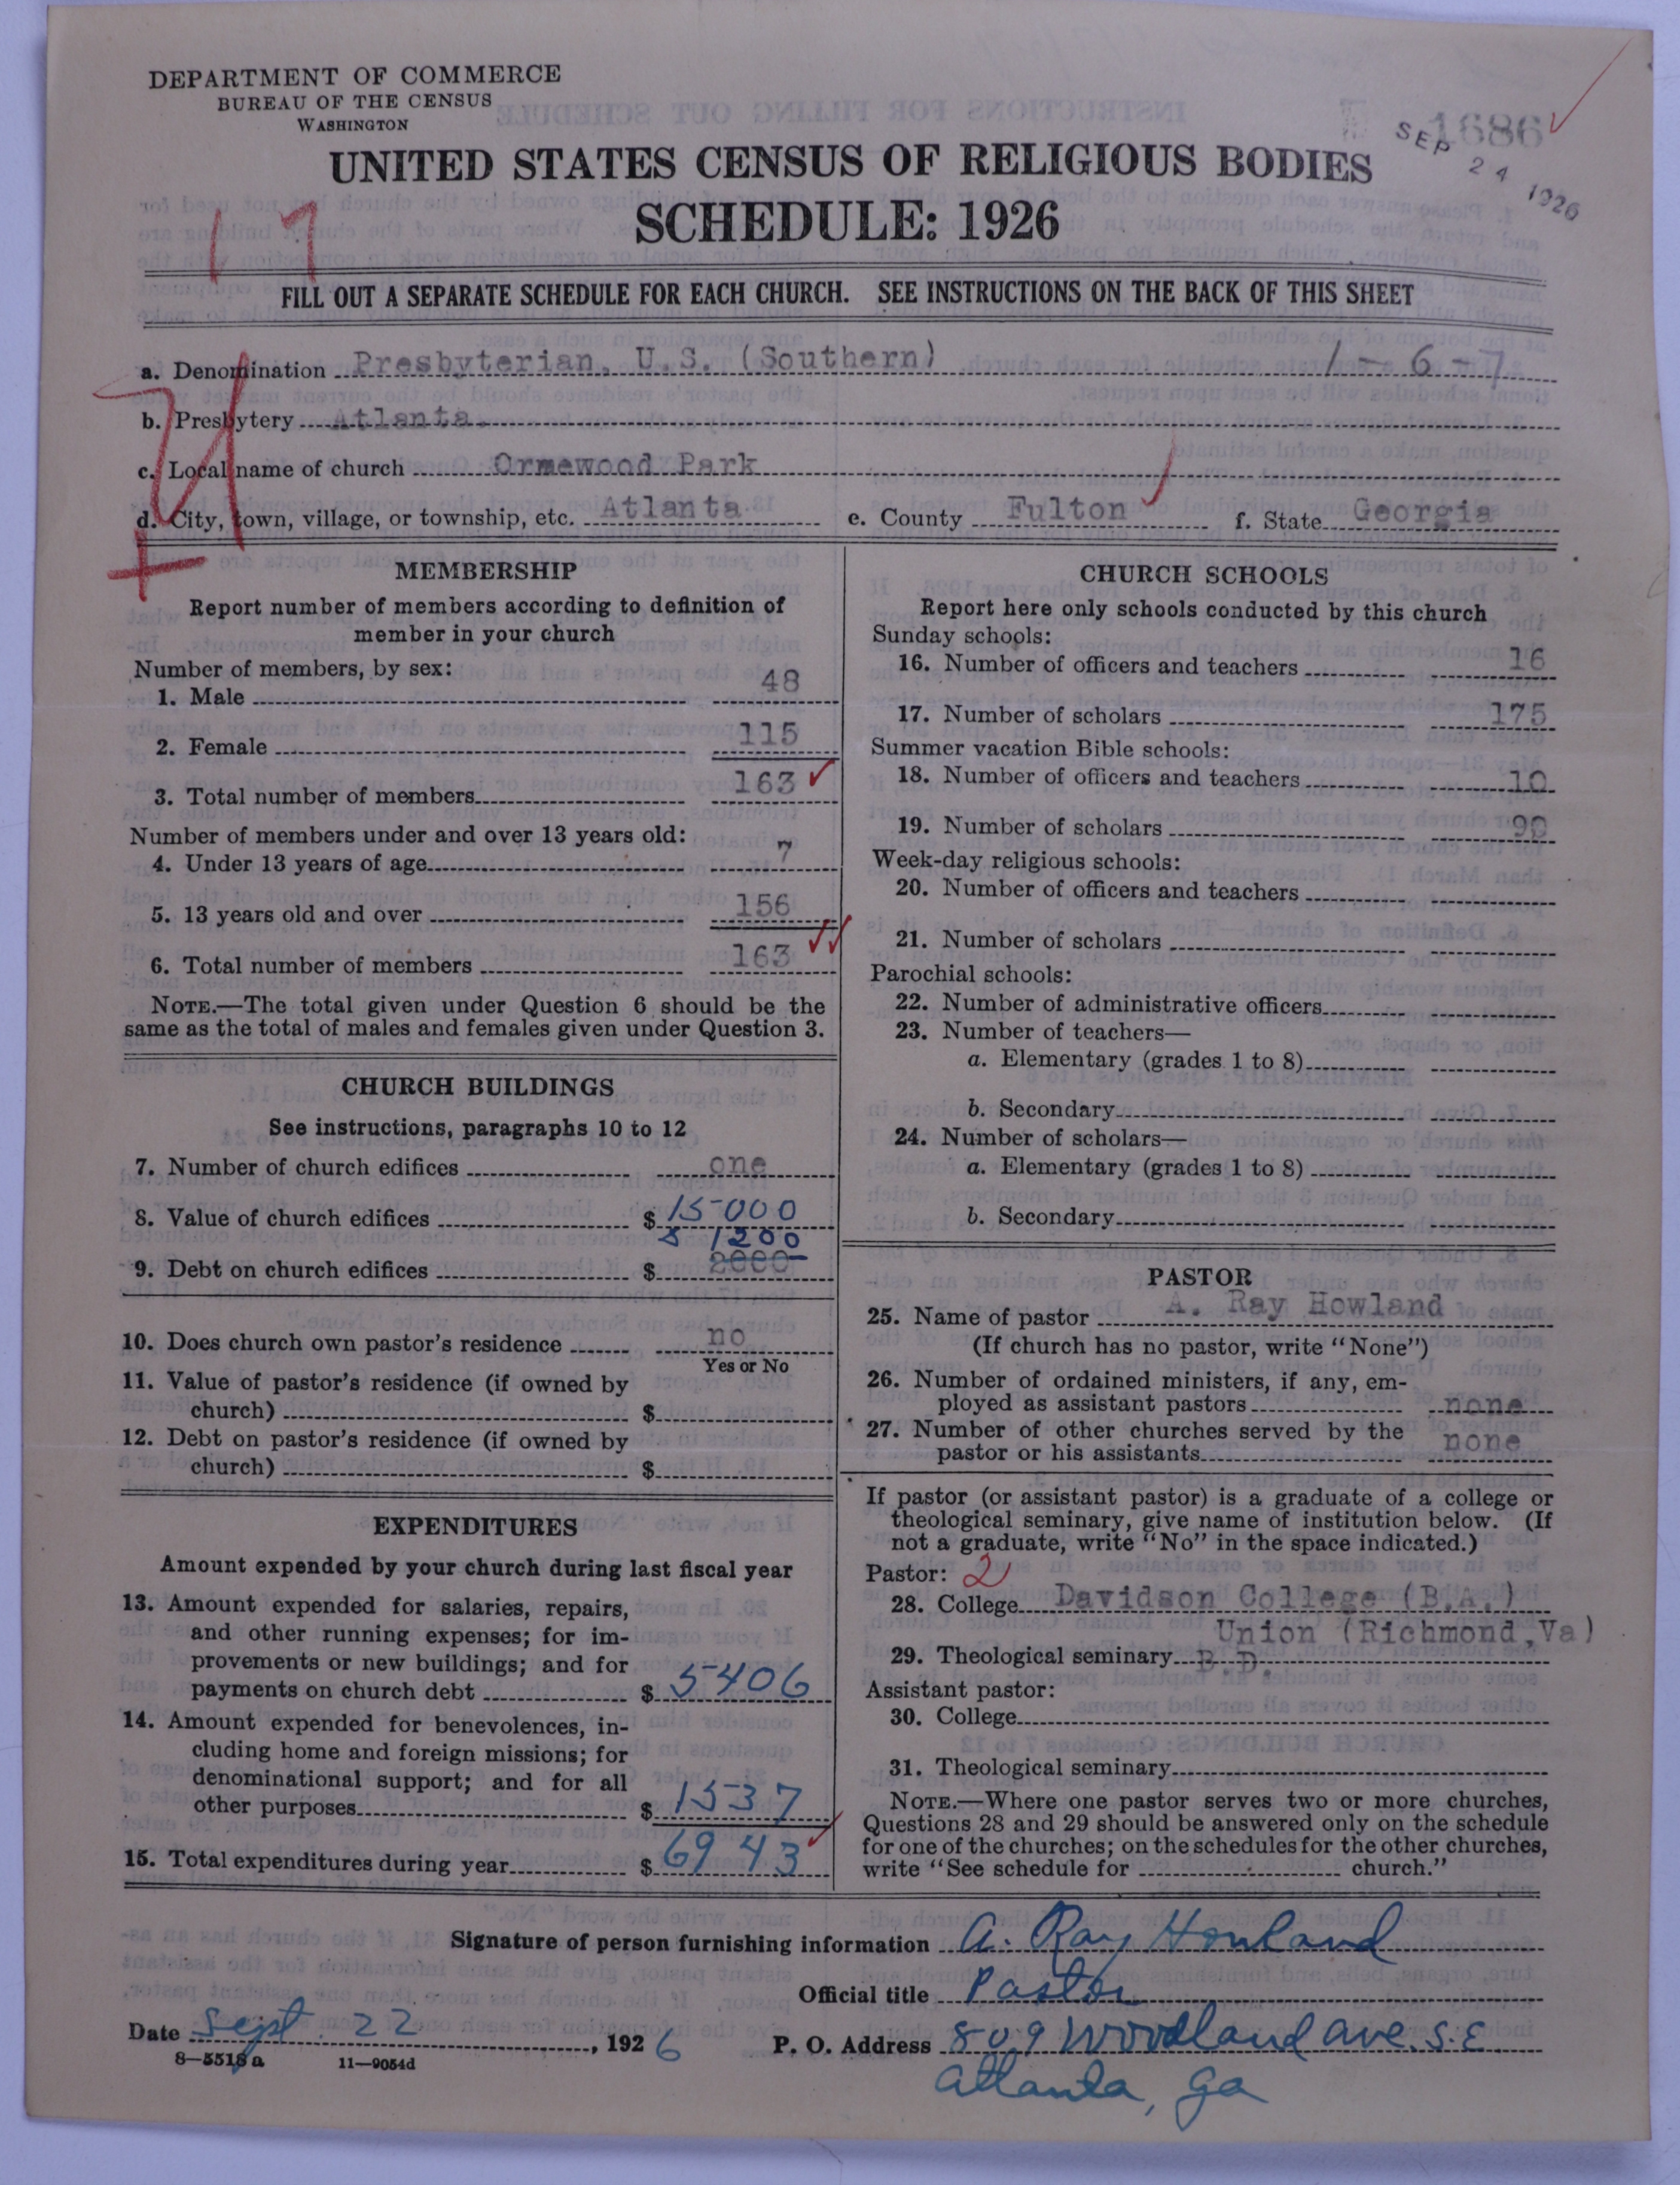 DEPARTMENT OF COMMERCE
BUREAU OF THE CENSUS
WASHINGTON
1686
SEP 24 1926
UNITED STATES CENSUS OF RELIGIOUS BODIES
SCHEDULE: 1926
17
FILL OUT A SEPARATE SCHEDULE FOR EACH CHURCH. SEE INSTRUCTIONS ON THE BACK OF THIS SHEET
a. Denomination Presbyterian, U.S. (Southern) 1-6-7
b. Presbytery Atlanta
c. Local name of church Ormewood Park
d. City, town, village, or township, etc. Atlanta e. County Fulton f. State Georgia
MEMBERSHIP
Report number of members according to definition of
member in your church
Number of members, by sex:
1. Male 48
2. Female 115
3. Total number of members 163
Number of members under and over 13 years old:
4. Under 13 years of age 7
5. 13 years old and over 156
6. Total number of members 163
NOTE.—The total given under Question 6 should be the
same as the total of males and females given under Question 3.
CHURCH BUILDINGS
See instructions, paragraphs 10 to 12
7. Number of church edifices one
8. Value of church edifices $ 15000
1200
9. Debt on church edifices $ 2000
10. Does church own pastor's residence no
Yes or No
11. Value of pastor's residence (if owned by
church) $
12. Debt on pastor's residence (if owned by
church) $
EXPENDITURES
Amount expended by your church during last fiscal year
13. Amount expended for salaries, repairs,
and other running expenses; for im-
provements or new buildings; and for
payments on church debt $ 5406
14. Amount expended for benevolences, in-
cluding home and foreign missions; for
denominational support; and for all
other purposes $ 1537
15. Total expenditures during year $ 6943
CHURCH SCHOOLS
Report here only schools conducted by this church
Sunday schools:
16. Number of officers and teachers 16
17. Number of scholars 175
Summer vacation Bible schools:
18. Number of officers and teachers 10
19. Number of scholars
Week-day religious schools:
20. Number of officers and teachers
21. Number of scholars
Parochial schools:
22. Number of administrative officers
23. Number of teachers—
a. Elementary (grades 1 to 8)
b. Secondary
24. Number of scholars—
a. Elementary (grades 1 to 8)
b. Secondary
PASTOR
25. Name of pastor A. Ray Howland
(If church has no pastor, write "None")
26. Number of ordained ministers, if any, em-
ployed as assistant pastors none
27. Number of other churches served by the
pastor or his assistants none
If pastor (or assistant pastor) is a graduate of a college or
theological seminary, give name of institution below. (If
not a graduate, write "No" in the space indicated.)
Pastor: 2
28. College Davidson College (B.A.)
Union (Richmond,Va)
29. Theological seminary B.D.
Assistant pastor:
30. College
31. Theological seminary
NOTE.—Where one pastor serves two or more churches,
Questions 28 and 29 should be answered only on the schedule
for one of the churches; on the schedules for the other churches,
write "See schedule for church."
Signature of person furnishing information A. Ray Howland
Official title Pastor
Date Sept. 22, 1926 P. O. Address 809 Woodland ave. S.E.
8-5518a 11-9054d Atlanta, Ga